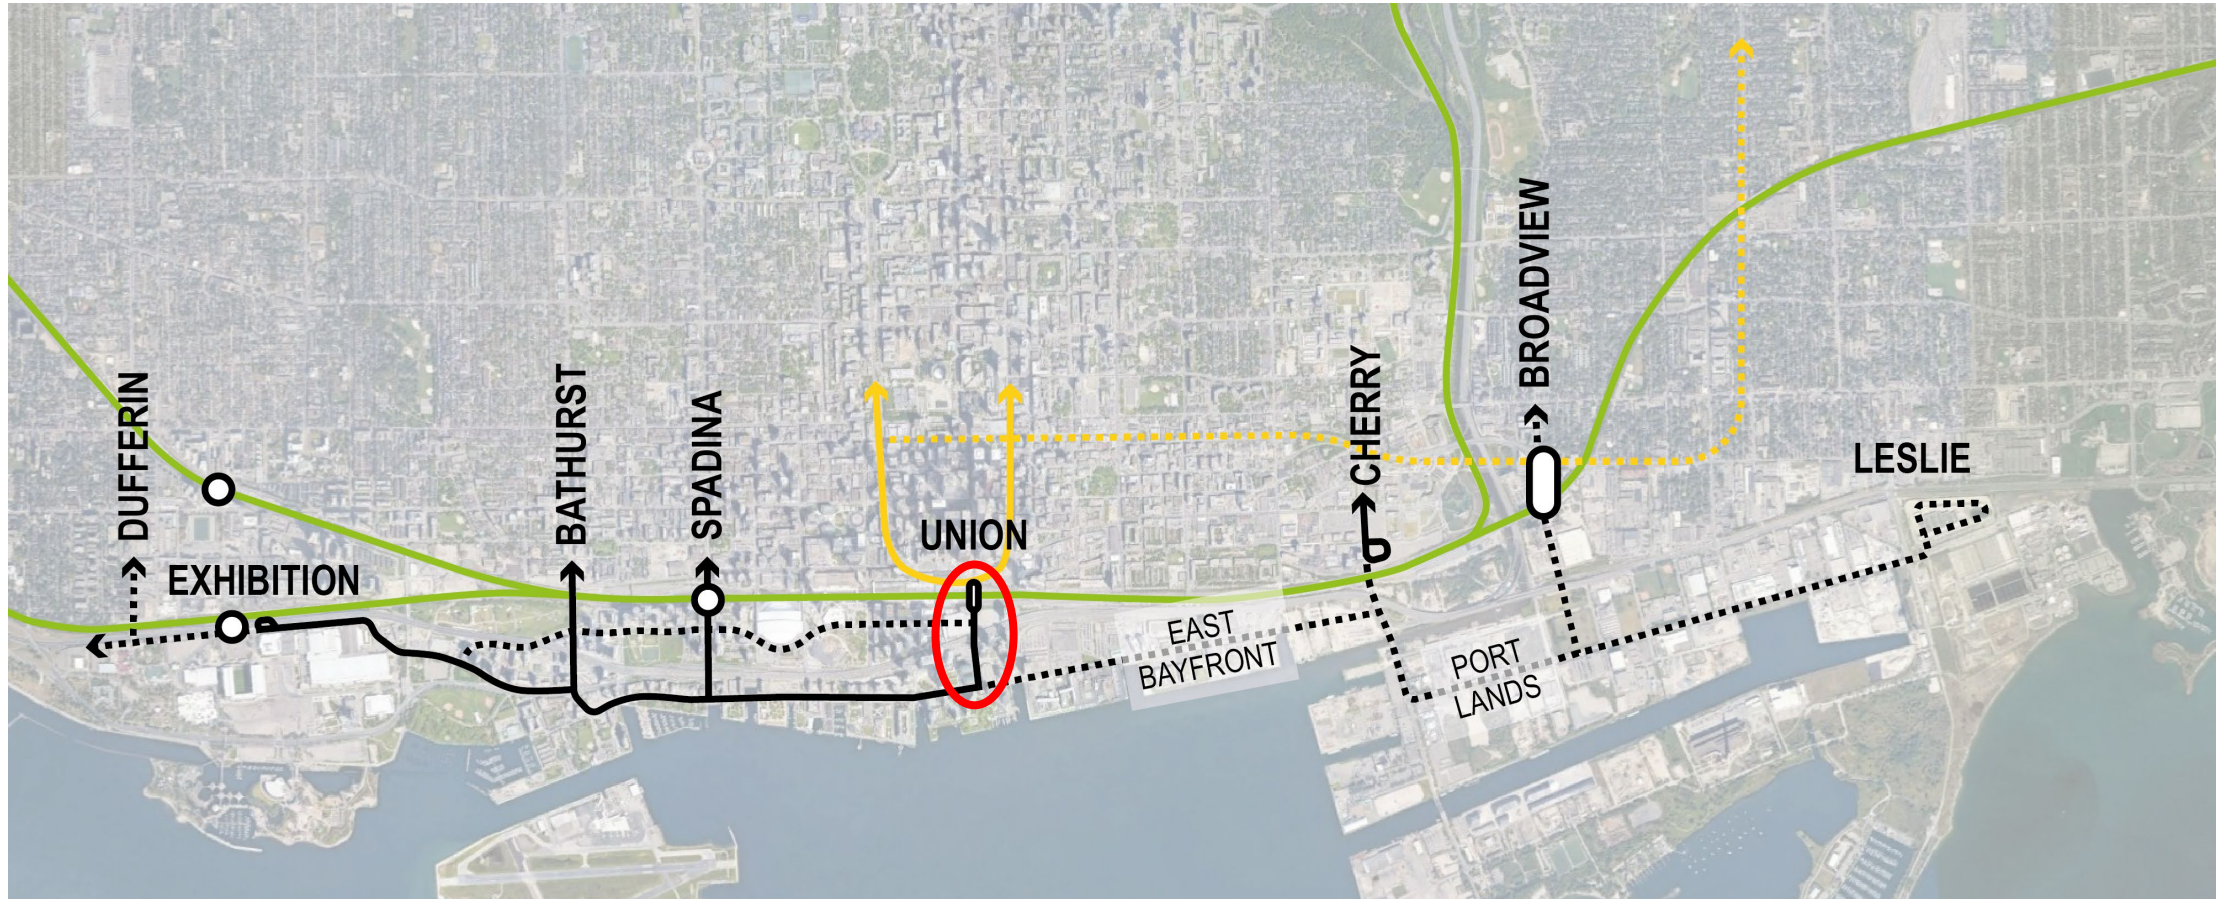 DUFFERIN
EXHIBITION
BATHURST
SPADINA
UNION
CHERRY
BROADVIEW
LESLIE
EAST
BAYFRONT
PORT
LANDS